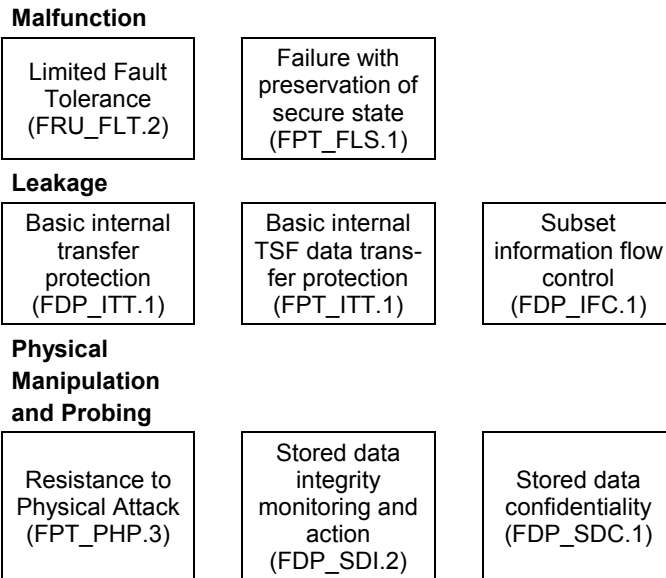 Malfunction
Limited Fault
Tolerance
(FRU_FLT.2)
Failure with
preservation of
secure state
(FPT_FLS.1)
Leakage
Basic internal
transfer
protection
(FDP_ITT.1)
Basic internal
TSF data trans-
fer protection
(FPT_ITT.1)
Subset
information flow
control
(FDP_IFC.1)
Physical
Manipulation
and Probing
Resistance to
Physical Attack
(FPT_PHP.3)
Stored data
integrity
monitoring and
action
(FDP_SDI.2)
Stored data
confidentiality
(FDP_SDC.1)